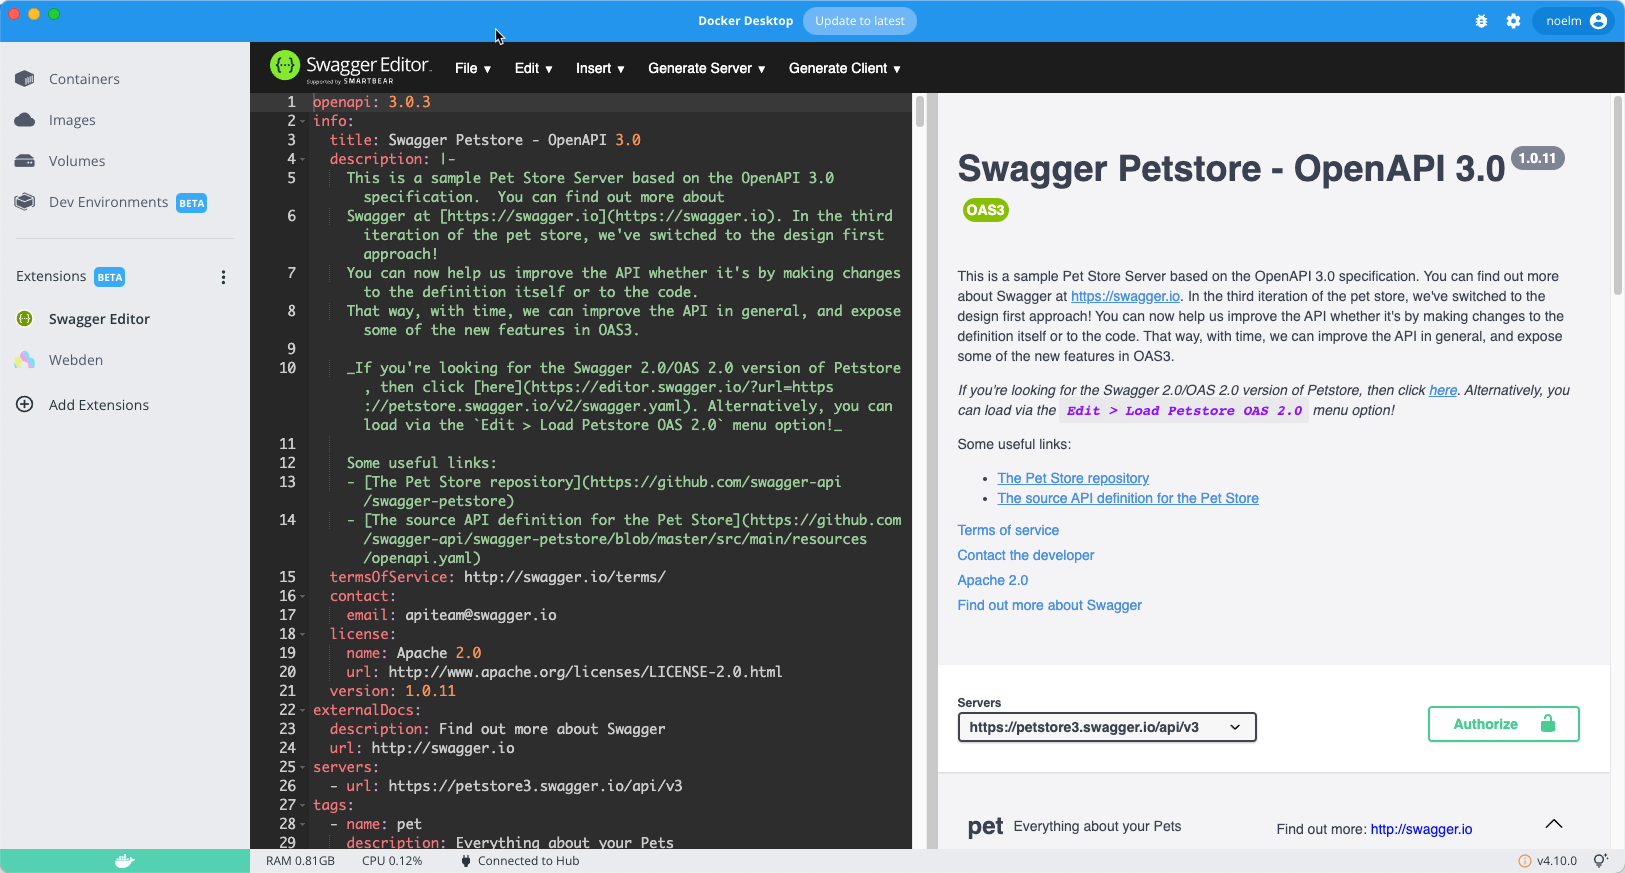 Docker Desktop
Update to latest
noelm
Containers
Images
Volumes
Dev Environments BETA
Extensions BETA
Swagger Editor
Webden
Add Extensions
Swagger Editor.
Supported by SMARTBEAR
File ▼ Edit ▼ Insert ▼ Generate Server ▼ Generate Client ▼
1 openapi: 3.0.3
2 info:
3 title: Swagger Petstore - OpenAPI 3.0
4 description: |-
5 This is a sample Pet Store Server based on the OpenAPI 3.0
specification.  You can find out more about
6 Swagger at [https://swagger.io](https://swagger.io). In the third
iteration of the pet store, we've switched to the design first
approach!
7 You can now help us improve the API whether it's by making changes
to the definition itself or to the code.
8 That way, with time, we can improve the API in general, and expose
some of the new features in OAS3.
9
10 _If you're looking for the Swagger 2.0/OAS 2.0 version of Petstore
, then click [here](https://editor.swagger.io/?url=https
://petstore.swagger.io/v2/swagger.yaml). Alternatively, you can
load via the `Edit > Load Petstore OAS 2.0` menu option!_
11
12 Some useful links:
13 - [The Pet Store repository](https://github.com/swagger-api
/swagger-petstore)
14 - [The source API definition for the Pet Store](https://github.com
/swagger-api/swagger-petstore/blob/master/src/main/resources
/openapi.yaml)
15 termsOfService: http://swagger.io/terms/
16 contact:
17 email: apiteam@swagger.io
18 license:
19 name: Apache 2.0
20 url: http://www.apache.org/licenses/LICENSE-2.0.html
21 version: 1.0.11
22 externalDocs:
23 description: Find out more about Swagger
24 url: http://swagger.io
25 servers:
26 - url: https://petstore3.swagger.io/api/v3
27 tags:
28 - name: pet
29 description: Everything about your Pets
Swagger Petstore - OpenAPI 3.0 1.0.11
OAS3
This is a sample Pet Store Server based on the OpenAPI 3.0 specification. You can find out more
about Swagger at https://swagger.io. In the third iteration of the pet store, we've switched to the
design first approach! You can now help us improve the API whether it's by making changes to the
definition itself or to the code. That way, with time, we can improve the API in general, and expose
some of the new features in OAS3.
If you're looking for the Swagger 2.0/OAS 2.0 version of Petstore, then click here. Alternatively, you
can load via the Edit > Load Petstore OAS 2.0 menu option!
Some useful links:
• The Pet Store repository
• The source API definition for the Pet Store
Terms of service
Contact the developer
Apache 2.0
Find out more about Swagger
Servers
https://petstore3.swagger.io/api/v3
Authorize
pet Everything about your Pets
Find out more: http://swagger.io
RAM 0.81GB CPU 0.12% Connected to Hub
v4.10.0